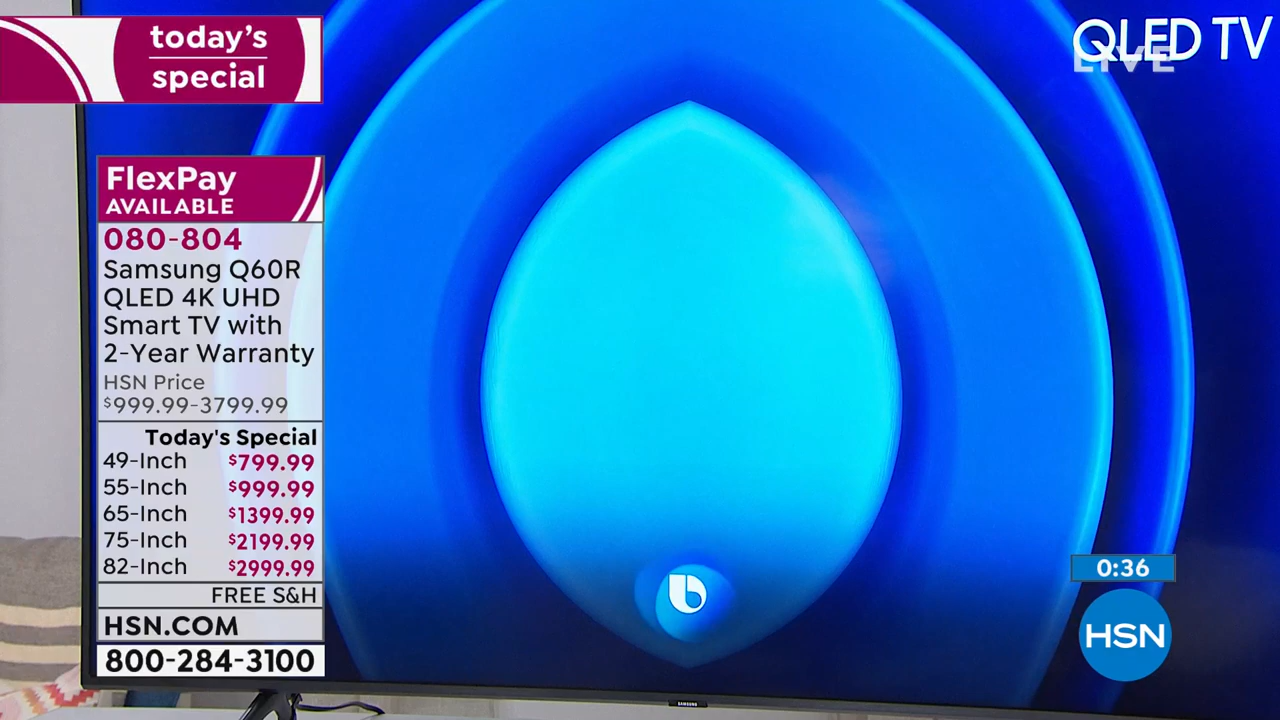 today's
special
QLED TV
LIVE
FlexPay
AVAILABLE
080-804
Samsung Q60R
QLED 4K UHD
Smart TV with
2-Year Warranty
HSN Price
$999.99-3799.99
Today's Special
49-Inch $799.99
55-Inch $999.99
65-Inch $1399.99
75-Inch $2199.99
82-Inch $2999.99
FREE S&H
HSN.COM
800-284-3100
0:36
HSN
b
SAMSUNG